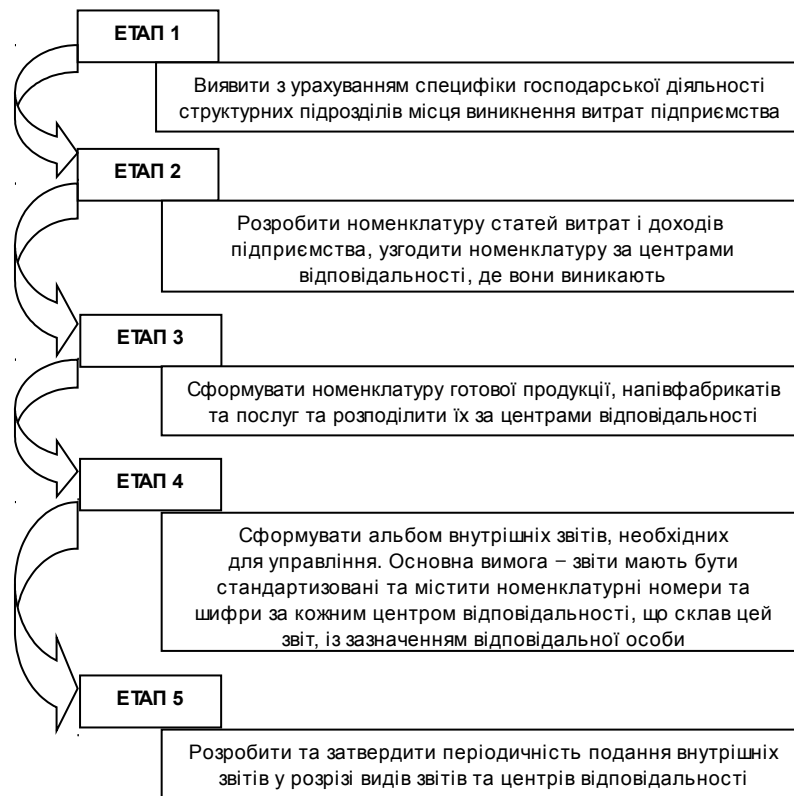 ЕТАП 1
Виявити з урахуванням специфіки господарської діяльності
структурних підрозділів місця виникнення витрат підприємства
ЕТАП 2
Розробити номенклатуру статей витрат і доходів
підприємства, узгодити номенклатуру за центрами
відповідальності, де вони виникають
ЕТАП 3
Сформувати номенклатуру готової продукції, напівфабрикатів
та послуг та розподілити їх за центрами відповідальності
ЕТАП 4
Сформувати альбом внутрішніх звітів, необхідних
для управління. Основна вимога – звіти мають бути
стандартизовані та містити номенклатурні номери та
шифри за кожним центром відповідальності, що склав цей
звіт, із зазначенням відповідальної особи
ЕТАП 5
Розробити та затвердити періодичність подання внутрішніх
звітів у розрізі видів звітів та центрів відповідальності